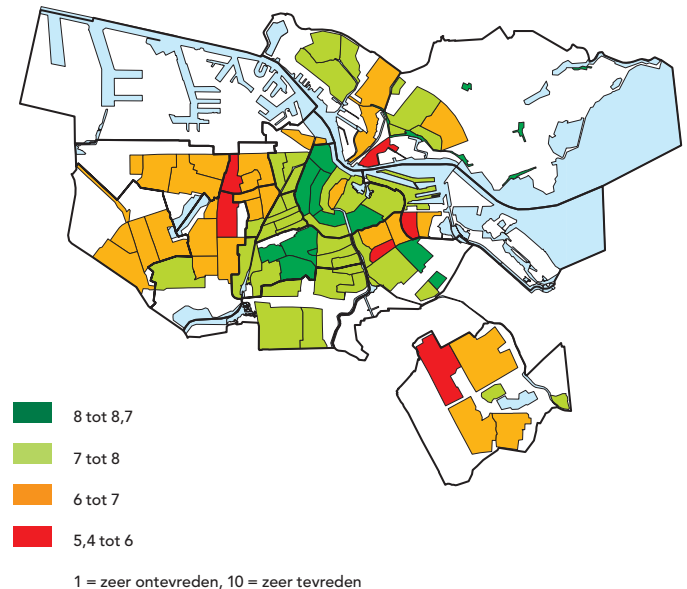 8 tot 8,7
7 tot 8
6 tot 7
5,4 tot 6
1 = zeer ontevreden, 10 = zeer tevreden